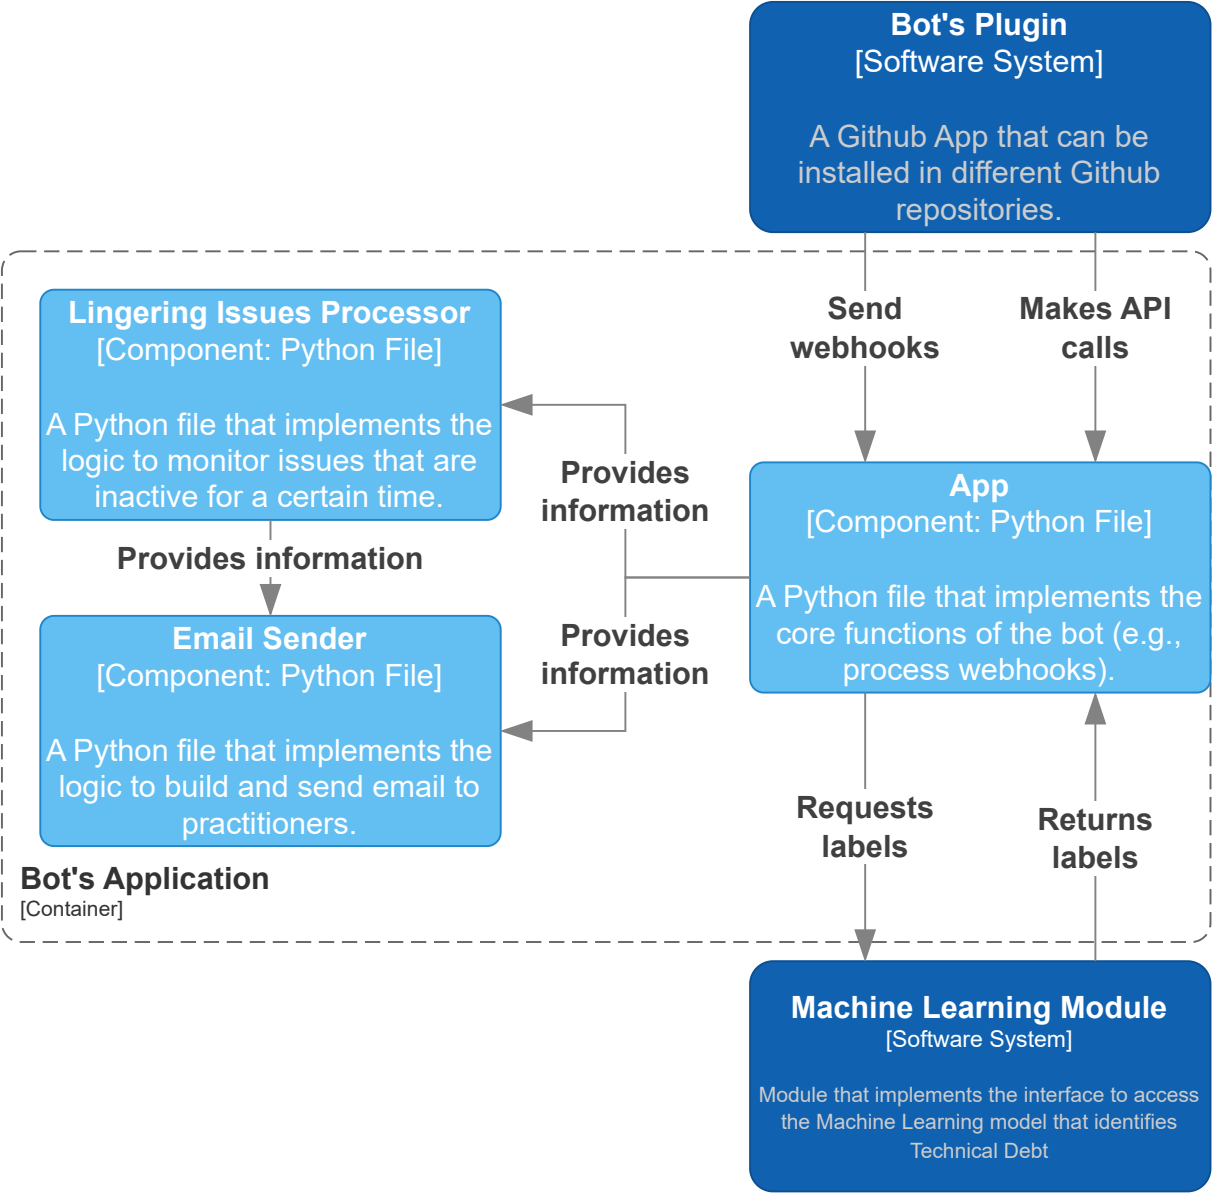 Bot's Plugin
[Software System]
A Github App that can be
installed in different Github
repositories.
Send
webhooks
Makes API
calls
Lingering Issues Processor
[Component: Python File]
A Python file that implements the
logic to monitor issues that are
inactive for a certain time.
Provides
information
App
[Component: Python File]
A Python file that implements the
core functions of the bot (e.g.,
process webhooks).
Provides information
Email Sender
[Component: Python File]
A Python file that implements the
logic to build and send email to
practitioners.
Provides
information
Requests
labels
Returns
labels
Bot's Application
[Container]
Machine Learning Module
[Software System]
Module that implements the interface to access
the Machine Learning model that identifies
Technical Debt